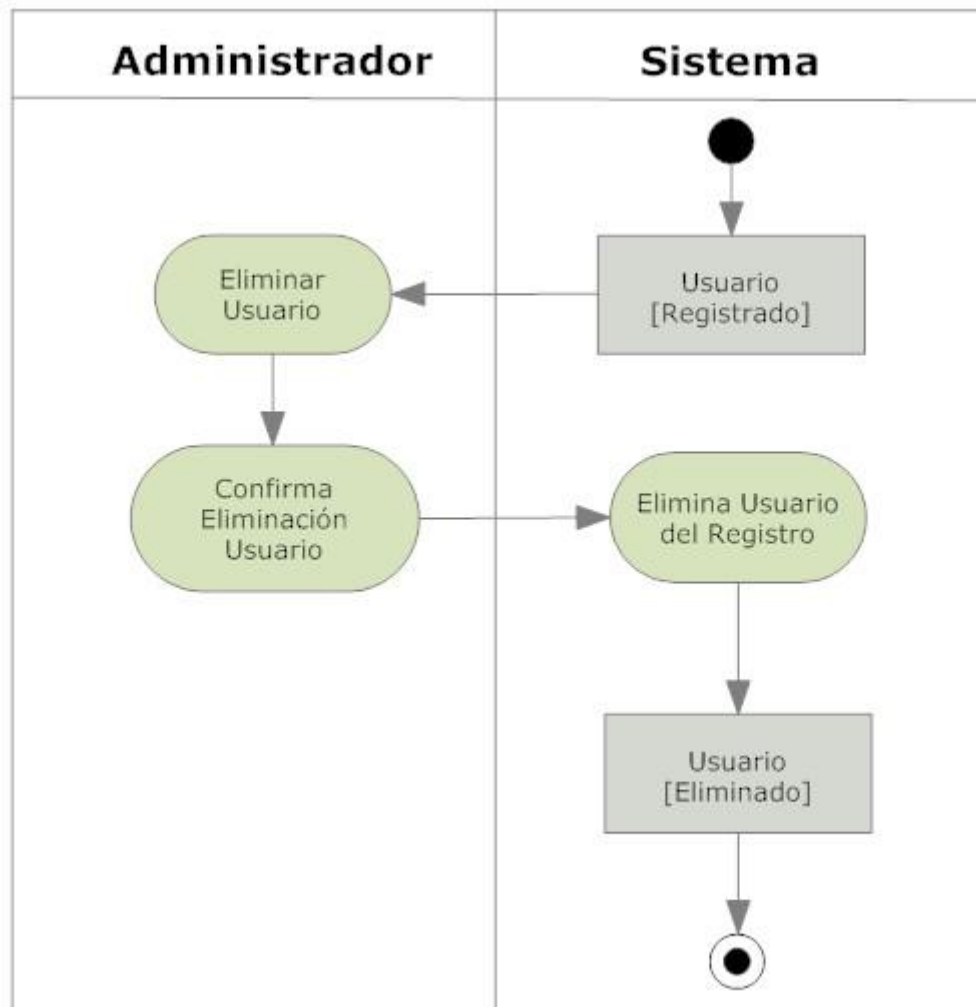 Administrador
Sistema
Eliminar
Usuario
Usuario
[Registrado]
Confirma
Eliminación
Usuario
Elimina Usuario
del Registro
Usuario
[Eliminado]